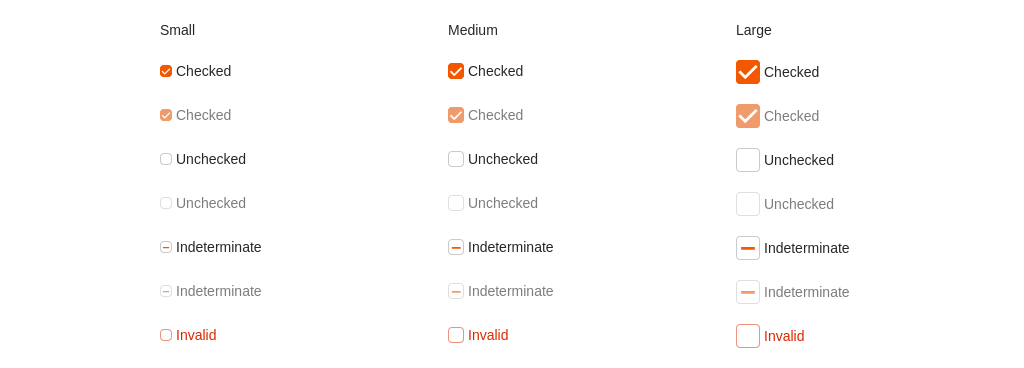 Small
Checked
Checked
Unchecked
Unchecked
Indeterminate
Indeterminate
Invalid
Medium
Checked
Checked
Unchecked
Unchecked
Indeterminate
Indeterminate
Invalid
Large
Checked
Checked
Unchecked
Unchecked
Indeterminate
Indeterminate
Invalid